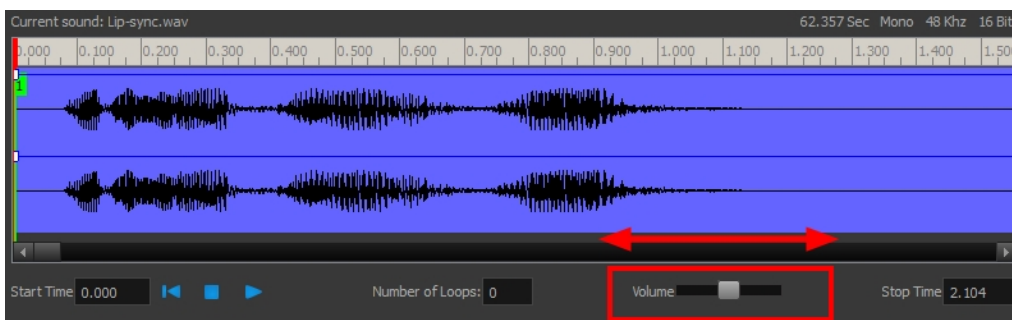 Current sound: Lip-sync.wav 62.357 Sec Mono 48 Khz 16 Bit
0.000 0.100 0.200 0.300 0.400 0.500 0.600 0.700 0.800 0.900 1.000 1.100 1.200 1.300 1.400 1.50
1
Start Time 0.000 Number of Loops: 0 Volume Stop Time 2.104